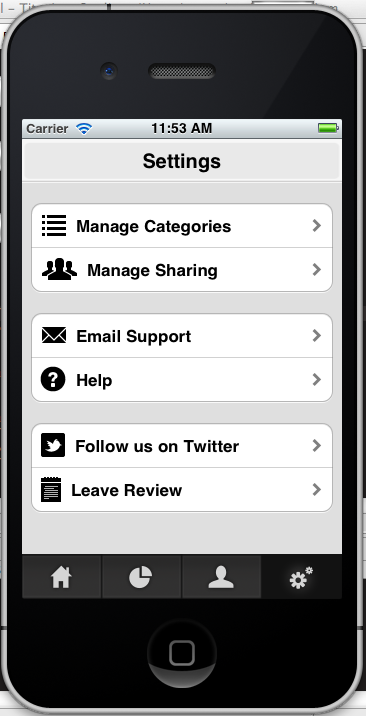 Carrier 11:53 AM
Settings
Manage Categories
Manage Sharing
Email Support
Help
Follow us on Twitter
Leave Review